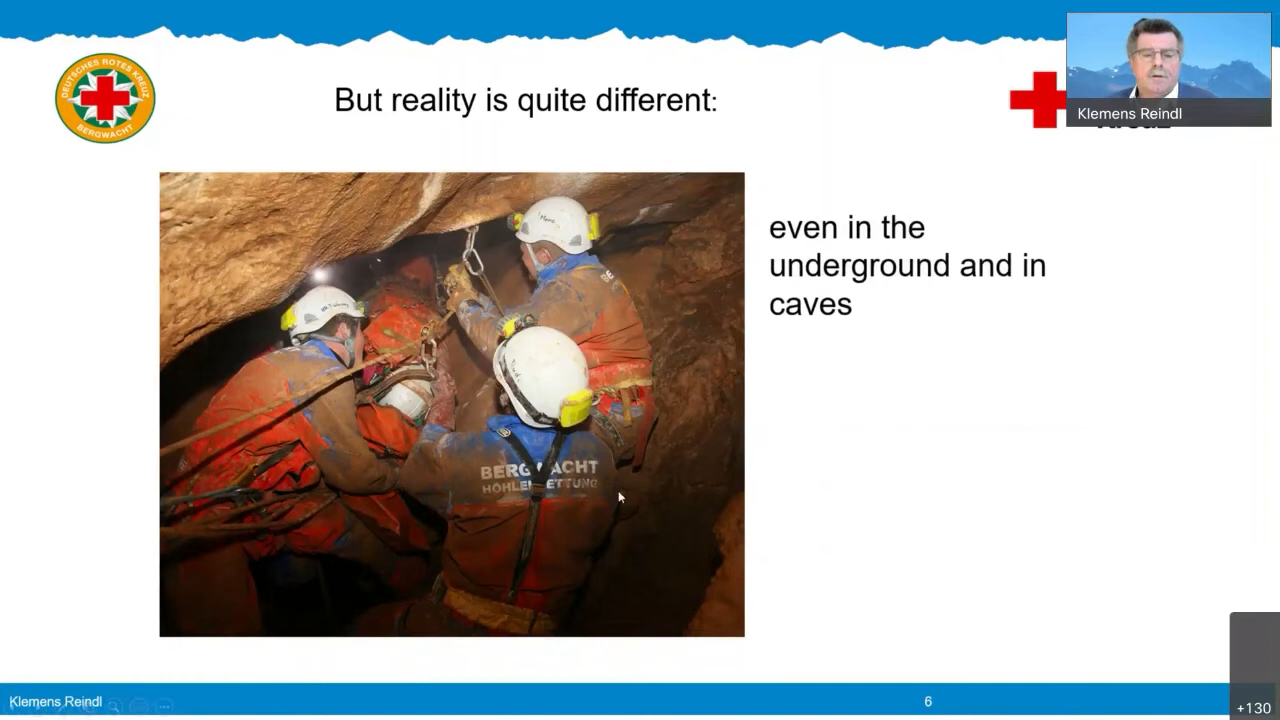 DEUTSCHES ROTES KREUZ
BERGWACHT
But reality is quite different:
Klemens Reindl
even in the
underground and in
caves
BERGWACHT
HÖHLENRETTUNG
Klemens Reindl
6
+130